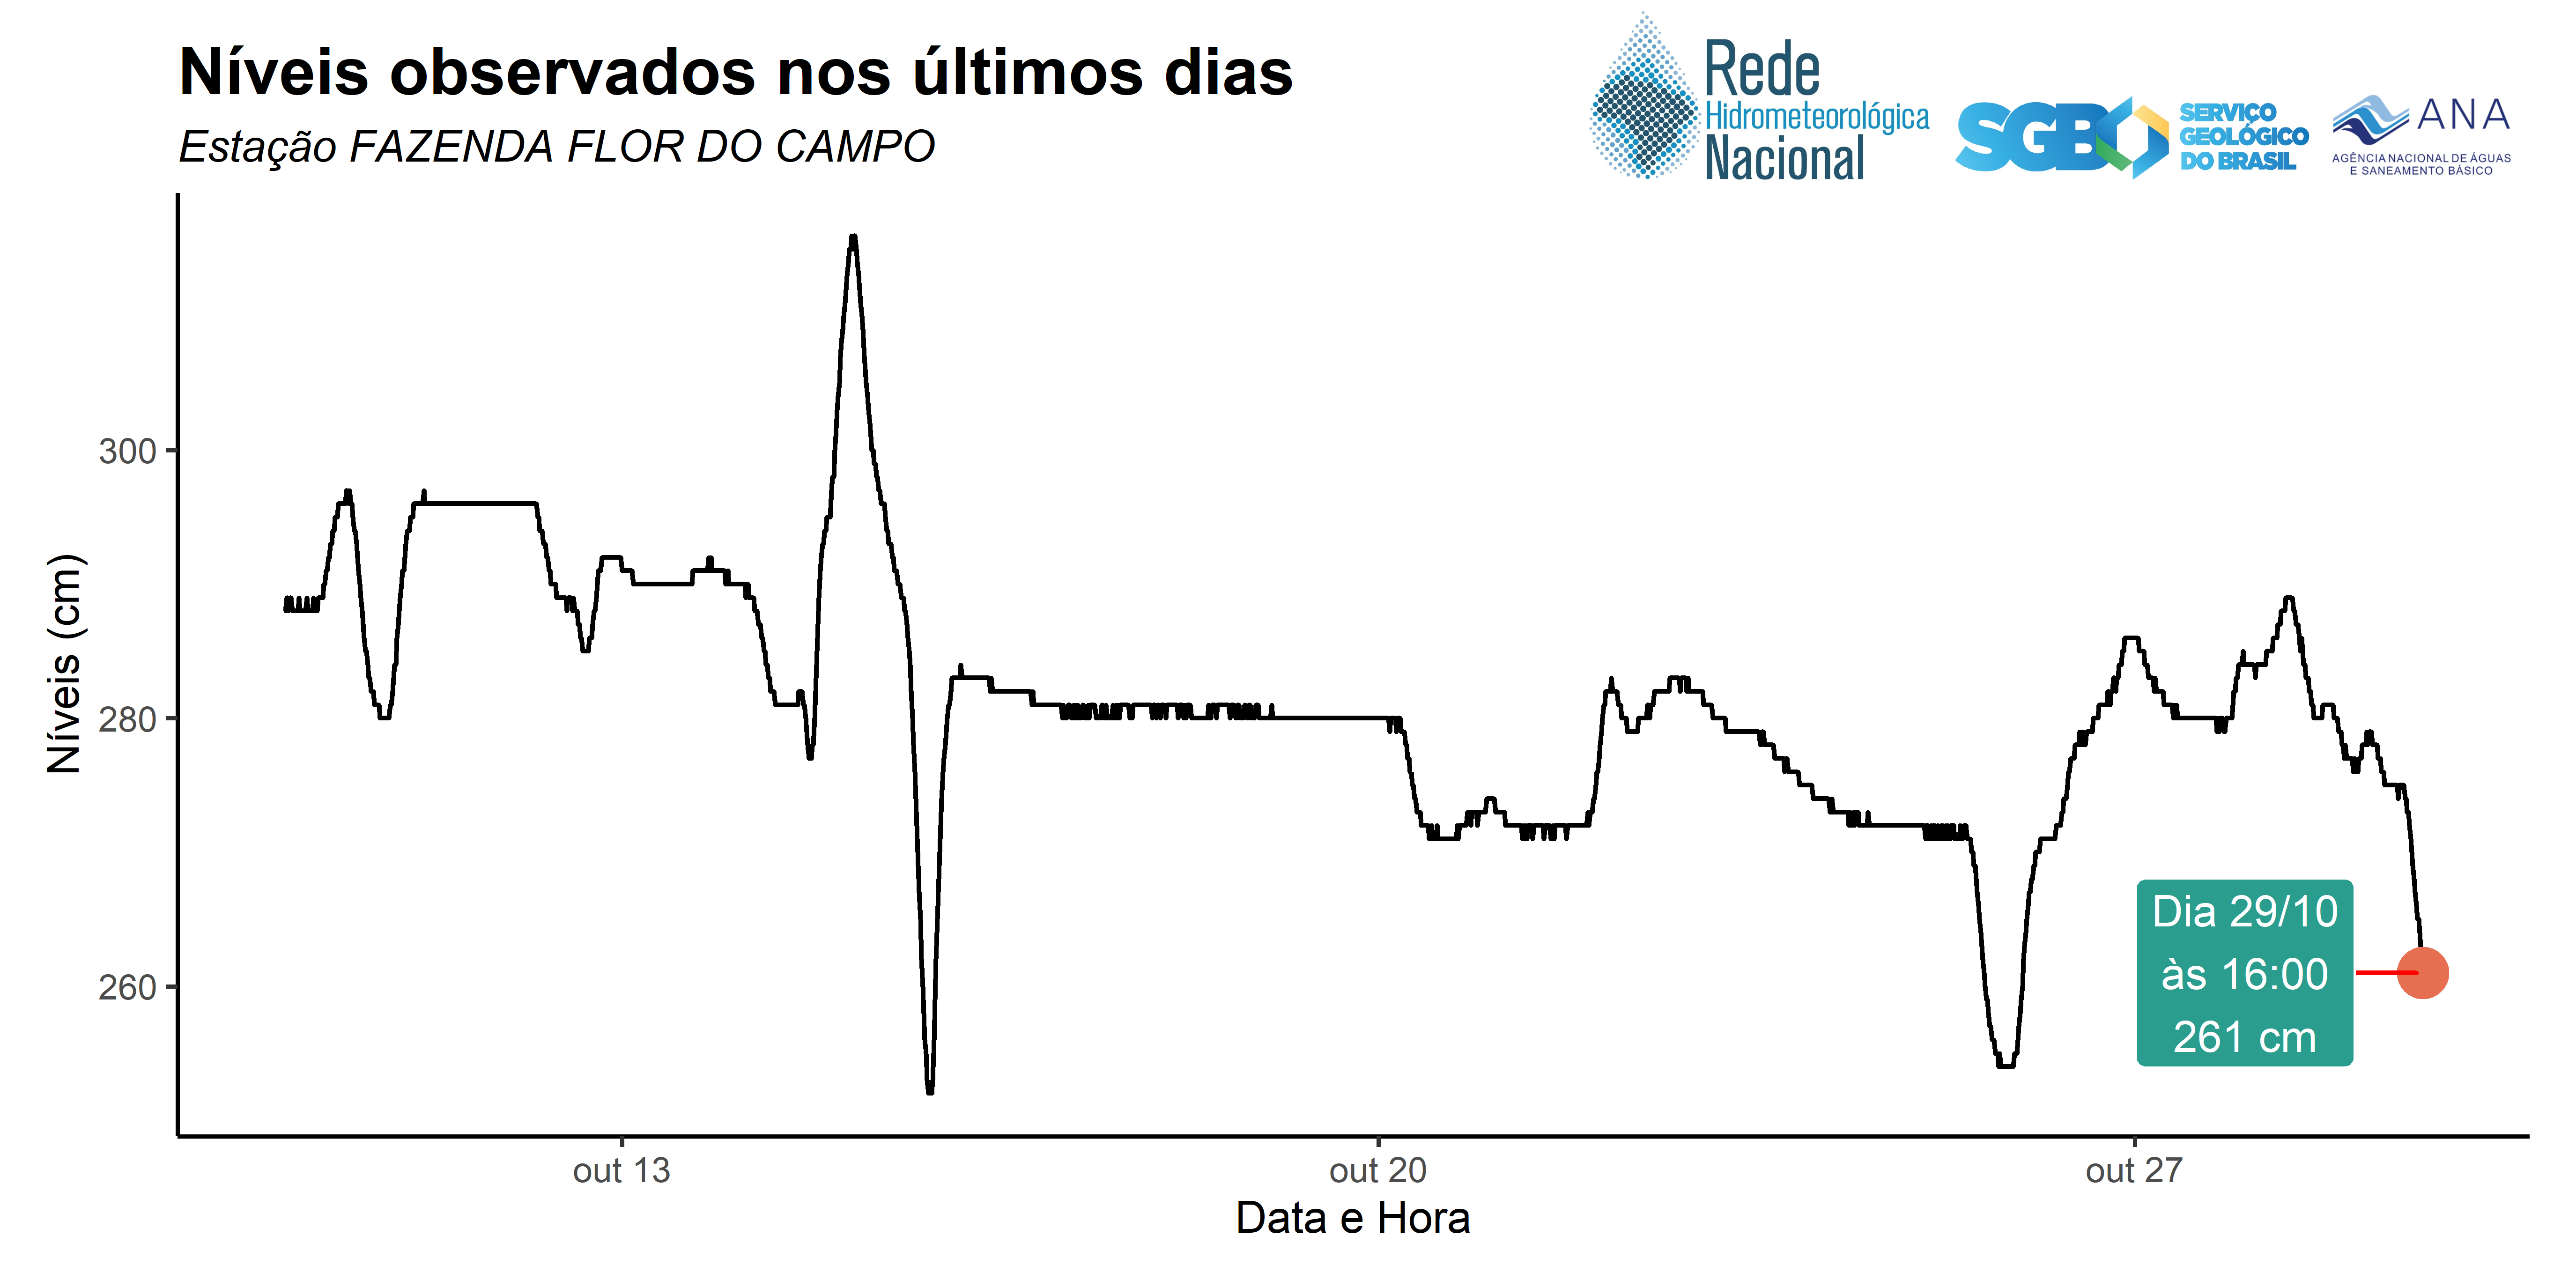 Níveis observados nos últimos dias
Estação FAZENDA FLOR DO CAMPO
Rede
Hidrometeorológica
Nacional
SGB
SERVIÇO
GEOLÓGICO
DO BRASIL
ANA
AGÊNCIA NACIONAL DE ÁGUAS
E SANEAMENTO BÁSICO
Níveis (cm)
300
280
260
Dia 29/10
às 16:00
261 cm
out 13
out 20
out 27
Data e Hora